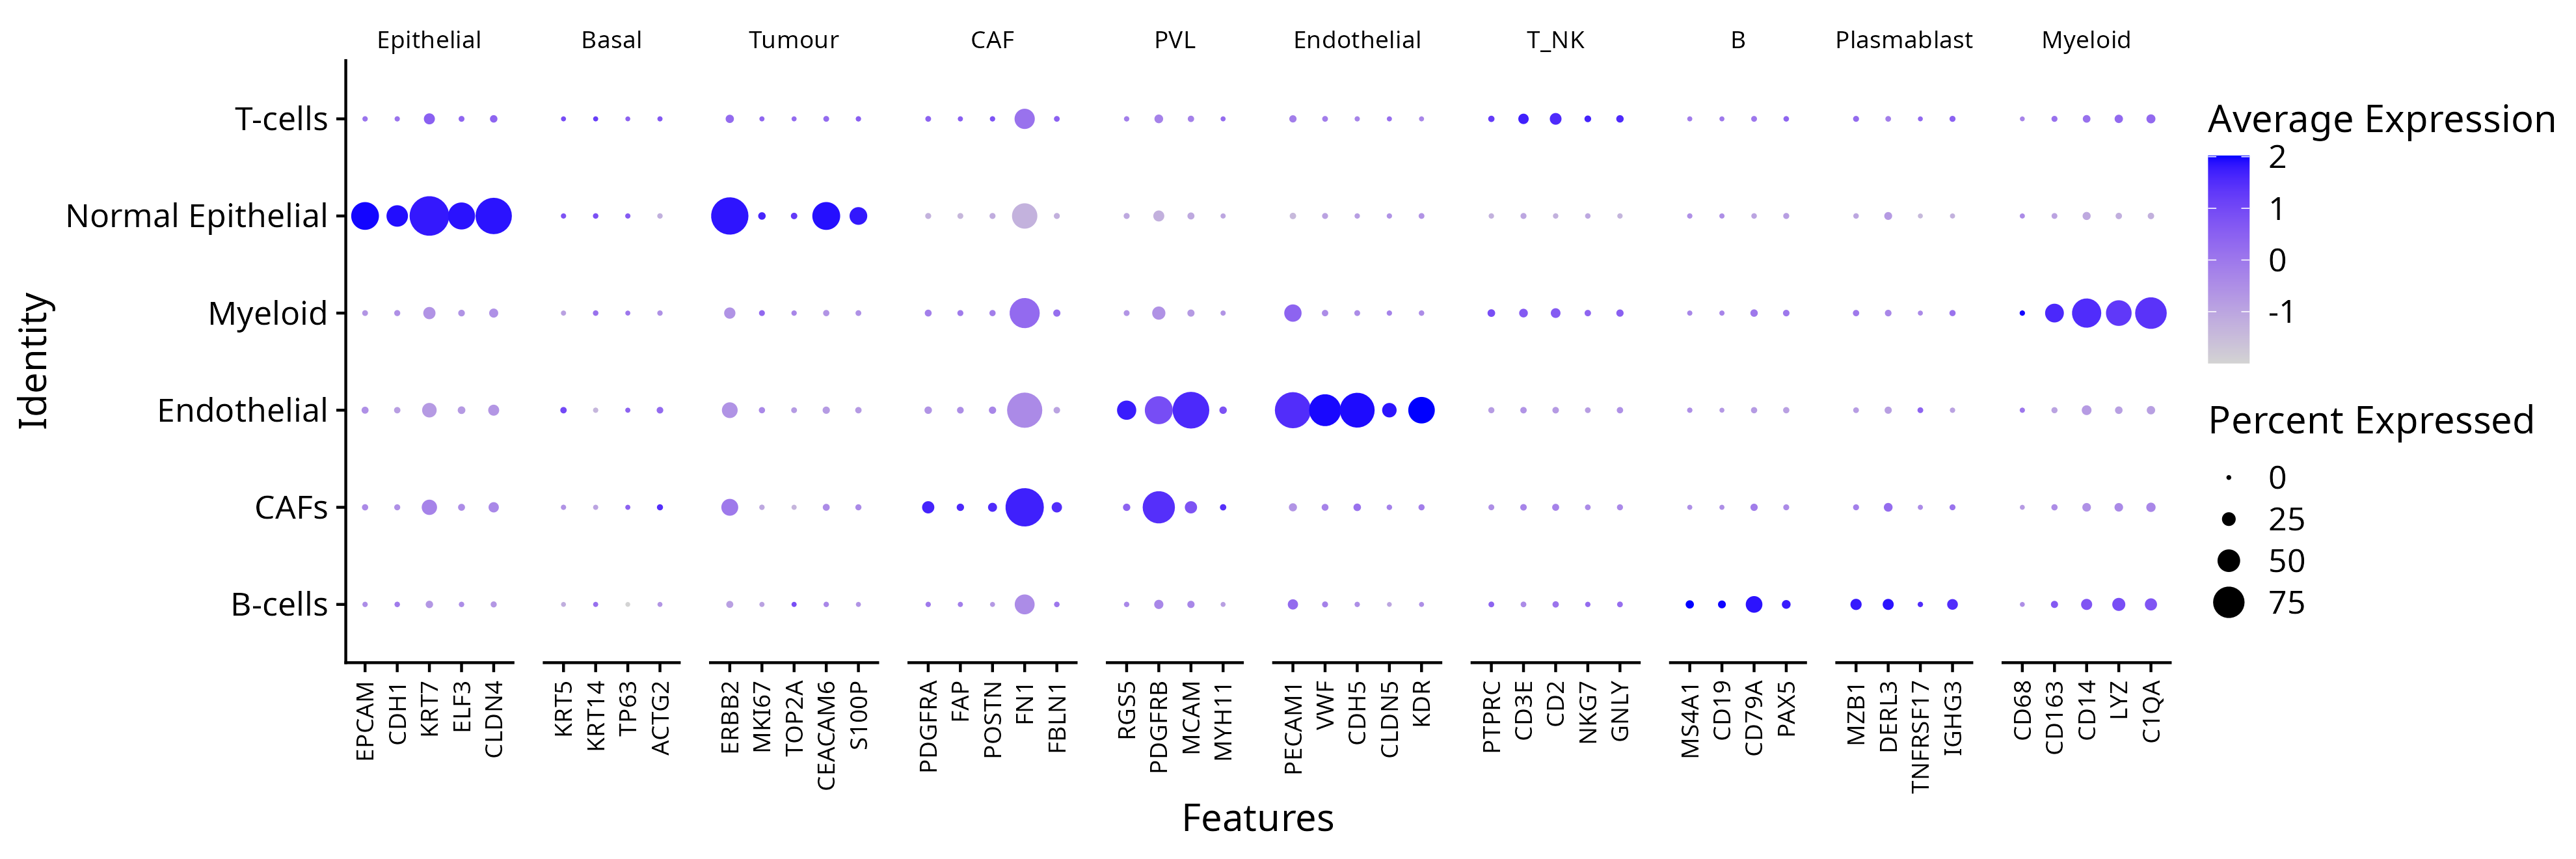 Epithelial Basal Tumour CAF PVL Endothelial T_NK B Plasmablast Myeloid
Identity
T-cells
Normal Epithelial
Myeloid
Endothelial
CAFs
B-cells
EPCAM CDH1 KRT7 ELF3 CLDN4 KRT5 KRT14 TP63 ACTG2 ERBB2 MKI67 TOP2A CEACAM6 S100P PDGFRA FAP POSTN FN1 FBLN1 RGS5 PDGFRB MCAM MYH11 PECAM1 VWF CDH5 CLDN5 KDR PTPRC CD3E CD2 NKG7 GNLY MS4A1 CD19 CD79A PAX5 MZB1 DERL3 TNFRSF17 IGHG3 CD68 CD163 CD14 LYZ C1QA
Features
Average Expression
2
1
0
-1
Percent Expressed
0
25
50
75